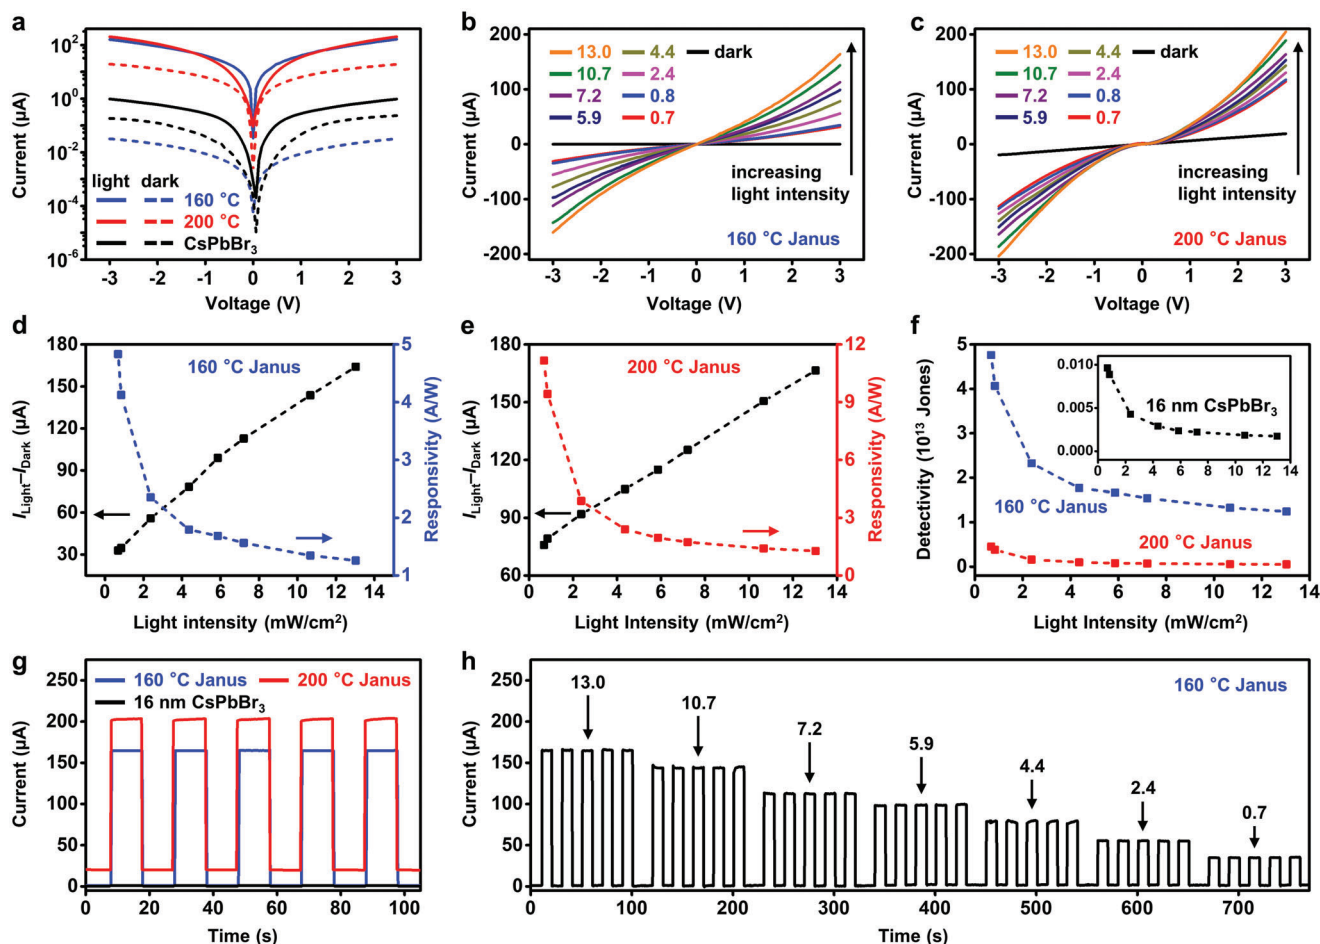 a
Current (µA)
10² 10⁰ 10⁻² 10⁻⁴ 10⁻⁶
light dark
160 °C
200 °C
CsPbBr₃
-3 -2 -1 0 1 2 3
Voltage (V)
b
Current (µA)
200 100 0 -100 -200
13.0 4.4 dark
10.7 2.4
7.2 0.8
5.9 0.7
increasing
light intensity
160 °C Janus
-3 -2 -1 0 1 2 3
Voltage (V)
c
Current (µA)
200 100 0 -100 -200
13.0 4.4 dark
10.7 2.4
7.2 0.8
5.9 0.7
increasing
light intensity
200 °C Janus
-3 -2 -1 0 1 2 3
Voltage (V)
d
I_Light–I_Dark (µA)
180 150 120 90 60 30
160 °C Janus
5 4 3 2 1
Responsivity (A/W)
0 2 4 6 8 10 12 14
Light intensity (mW/cm²)
e
I_Light–I_Dark (µA)
180 150 120 90 60
200 °C Janus
12 9 6 3 0
Responsivity (A/W)
0 2 4 6 8 10 12 14
Light Intensity (mW/cm²)
f
Detectivity (10¹³ Jones)
5 4 3 2 1 0
0.010 0.005 0.000
16 nm CsPbBr₃
0 2 4 6 8 10 12 14
160 °C Janus
200 °C Janus
0 2 4 6 8 10 12 14
Light Intensity (mW/cm²)
g
Current (µA)
250 200 150 100 50 0
160 °C Janus 200 °C Janus
16 nm CsPbBr₃
0 20 40 60 80 100
Time (s)
h
Current (µA)
250 200 150 100 50 0
160 °C Janus
13.0
10.7
7.2
5.9
4.4
2.4
0.7
0 100 200 300 400 500 600 700
Time (s)